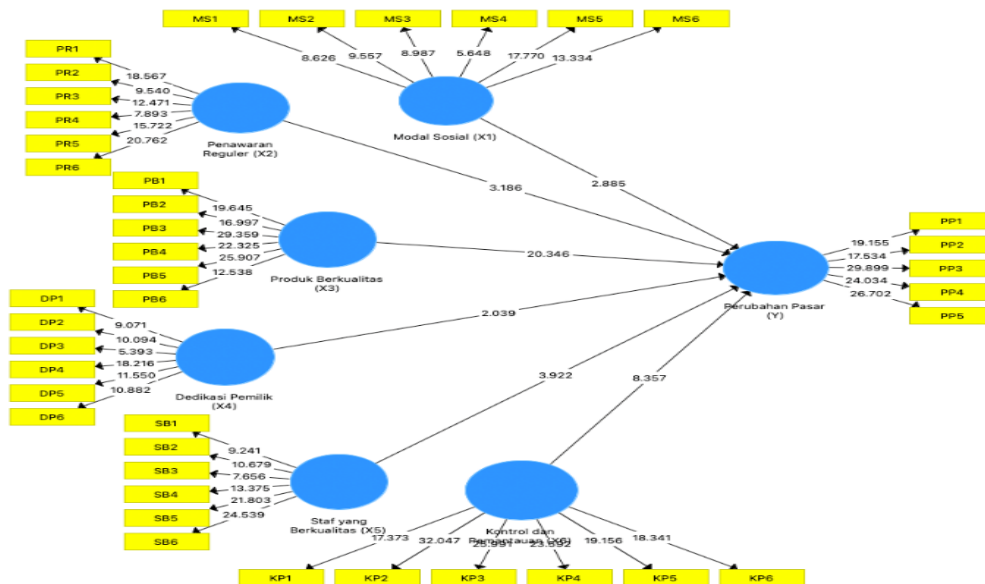 MS1
MS2
MS3
MS4
MS5
MS6
8.626
9.557
8.987
5.648
17.770
13.334
Modal Sosial (X1)
PR1
PR2
PR3
PR4
PR5
PR6
18.567
9.540
12.471
7.893
15.722
20.762
Penawaran
Reguler (X2)
3.186
2.885
PB1
PB2
PB3
PB4
PB5
PB6
19.645
16.997
29.359
22.325
25.907
12.538
Produk Berkualitas
(X3)
20.346
PP1
PP2
PP3
PP4
PP5
19.155
17.534
29.899
24.034
26.702
Perubahan Pasar
(Y)
DP1
DP2
DP3
DP4
DP5
DP6
9.071
10.094
5.393
18.216
11.550
10.882
Dedikasi Pemilik
(X4)
2.039
3.922
8.357
SB1
SB2
SB3
SB4
SB5
SB6
9.241
10.679
7.656
13.375
21.803
24.539
Staf yang
Berkualitas (X5)
Kontrol dan
Pemantauan (X6)
17.373
32.047
23.592
19.156
18.341
KP1
KP2
KP3
KP4
KP5
KP6